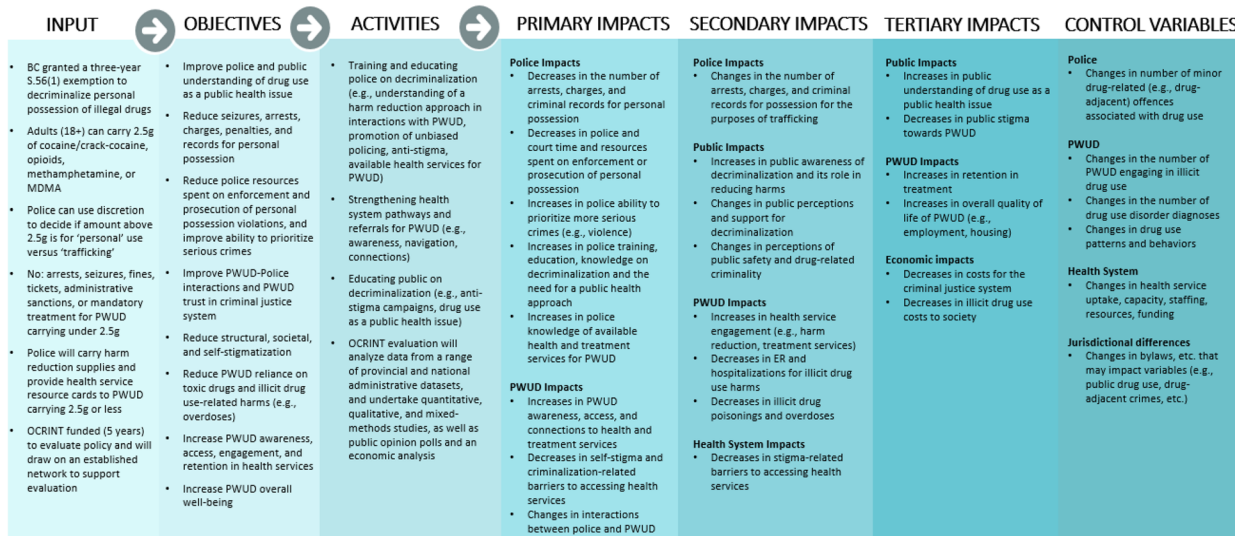 INPUT
• BC granted a three-year
S.56(1) exemption to
decriminalize personal
possession of illegal drugs
• Adults (18+) can carry 2.5g
of cocaine/crack-cocaine,
opioids,
methamphetamine, or
MDMA
• Police can use discretion
to decide if amount above
2.5g is for ‘personal’ use
versus ‘trafficking’
• No: arrests, seizures, fines,
tickets, administrative
sanctions, or mandatory
treatment for PWUD
carrying under 2.5g
• Police will carry harm
reduction supplies and
provide health service
resource cards to PWUD
carrying 2.5g or less
• OCRINT funded (5 years)
to evaluate policy and will
draw on an established
network to support
evaluation
OBJECTIVES
• Improve police and public
understanding of drug use
as a public health issue
• Reduce seizures, arrests,
charges, penalties, and
records for personal
possession
• Reduce police resources
spent on enforcement and
prosecution of personal
possession violations, and
improve ability to prioritize
serious crimes
• Improve PWUD-Police
interactions and PWUD
trust in criminal justice
system
• Reduce structural, societal,
and self-stigmatization
• Reduce PWUD reliance on
toxic drugs and illicit drug
use-related harms (e.g.,
overdoses)
• Increase PWUD awareness,
access, engagement, and
retention in health services
• Increase PWUD overall
well-being
ACTIVITIES
• Training and educating
police on decriminalization
(e.g., understanding of a
harm reduction approach in
interactions with PWUD,
promotion of unbiased
policing, anti-stigma,
available health services for
PWUD)
• Strengthening health
system pathways and
referrals for PWUD (e.g.,
awareness, navigation,
connections)
• Educating public on
decriminalization (e.g., anti-
stigma campaigns, drug use
as a public health issue)
• OCRINT evaluation will
analyze data from a range
of provincial and national
administrative datasets,
and undertake quantitative,
qualitative, and mixed-
methods studies, as well as
public opinion polls and an
economic analysis
PRIMARY IMPACTS
Police Impacts
• Decreases in the number of
arrests, charges, and
criminal records for personal
possession
• Decreases in police and
court time and resources
spent on enforcement or
prosecution of personal
possession
• Increases in police ability to
prioritize more serious
crimes (e.g., violence)
• Increases in police training,
education, knowledge on
decriminalization and the
need for a public health
approach
• Increases in police
knowledge of available
health and treatment
services for PWUD
PWUD Impacts
• Increases in PWUD
awareness, access, and
connections to health and
treatment services
• Decreases in self-stigma and
criminalization-related
barriers to accessing health
services
• Changes in interactions
between police and PWUD
SECONDARY IMPACTS
Police Impacts
• Changes in the number of
arrests, charges, and criminal
records for possession for the
purposes of trafficking
Public Impacts
• Increases in public awareness of
decriminalization and its role in
reducing harms
• Changes in public perceptions
and support for
decriminalization
• Changes in perceptions of
public safety and drug-related
criminality
PWUD Impacts
• Increases in health service
engagement (e.g., harm
reduction, treatment services)
• Decreases in ER and
hospitalizations for illicit drug
use harms
• Decreases in illicit drug
poisonings and overdoses
Health System Impacts
• Decreases in stigma-related
barriers to accessing health
services
TERTIARY IMPACTS
Public Impacts
• Increases in public
understanding of drug use as a
public health issue
• Decreases in public stigma
towards PWUD
PWUD Impacts
• Increases in retention in
treatment
• Increases in overall quality of
life of PWUD (e.g.,
employment, housing)
Economic impacts
• Decreases in costs for the
criminal justice system
• Decreases in illicit drug use
costs to society
CONTROL VARIABLES
Police
• Changes in number of minor
drug-related (e.g., drug-
adjacent) offences
associated with drug use
PWUD
• Changes in the number of
PWUD engaging in illicit
drug use
• Changes in the number of
drug use disorder diagnoses
• Changes in drug use
patterns and behaviors
Health System
• Changes in health service
uptake, capacity, staffing,
resources, funding
Jurisdictional differences
• Changes in bylaws, etc. that
may impact variables (e.g.,
public drug use, drug-
adjacent crimes, etc.)